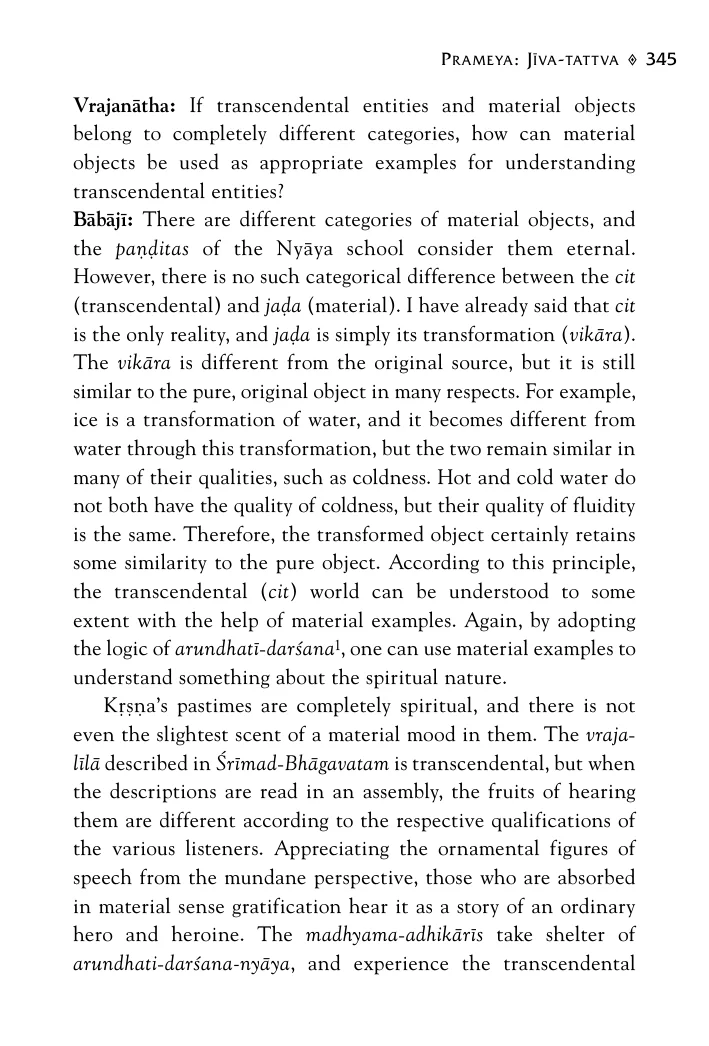 Prameya: Jīva-tattva ◈ 345
Vrajanātha: If transcendental entities and material objects
belong to completely different categories, how can material
objects be used as appropriate examples for understanding
transcendental entities?
Bābājī: There are different categories of material objects, and
the paṇḍitas of the Nyāya school consider them eternal.
However, there is no such categorical difference between the cit
(transcendental) and jaḍa (material). I have already said that cit
is the only reality, and jaḍa is simply its transformation (vikāra).
The vikāra is different from the original source, but it is still
similar to the pure, original object in many respects. For example,
ice is a transformation of water, and it becomes different from
water through this transformation, but the two remain similar in
many of their qualities, such as coldness. Hot and cold water do
not both have the quality of coldness, but their quality of fluidity
is the same. Therefore, the transformed object certainly retains
some similarity to the pure object. According to this principle,
the transcendental (cit) world can be understood to some
extent with the help of material examples. Again, by adopting
the logic of arundhatī-darśana¹, one can use material examples to
understand something about the spiritual nature.
Kṛṣṇa's pastimes are completely spiritual, and there is not
even the slightest scent of a material mood in them. The vraja-
līlā described in Śrīmad-Bhāgavatam is transcendental, but when
the descriptions are read in an assembly, the fruits of hearing
them are different according to the respective qualifications of
the various listeners. Appreciating the ornamental figures of
speech from the mundane perspective, those who are absorbed
in material sense gratification hear it as a story of an ordinary
hero and heroine. The madhyama-adhikārīs take shelter of
arundhati-darśana-nyāya, and experience the transcendental